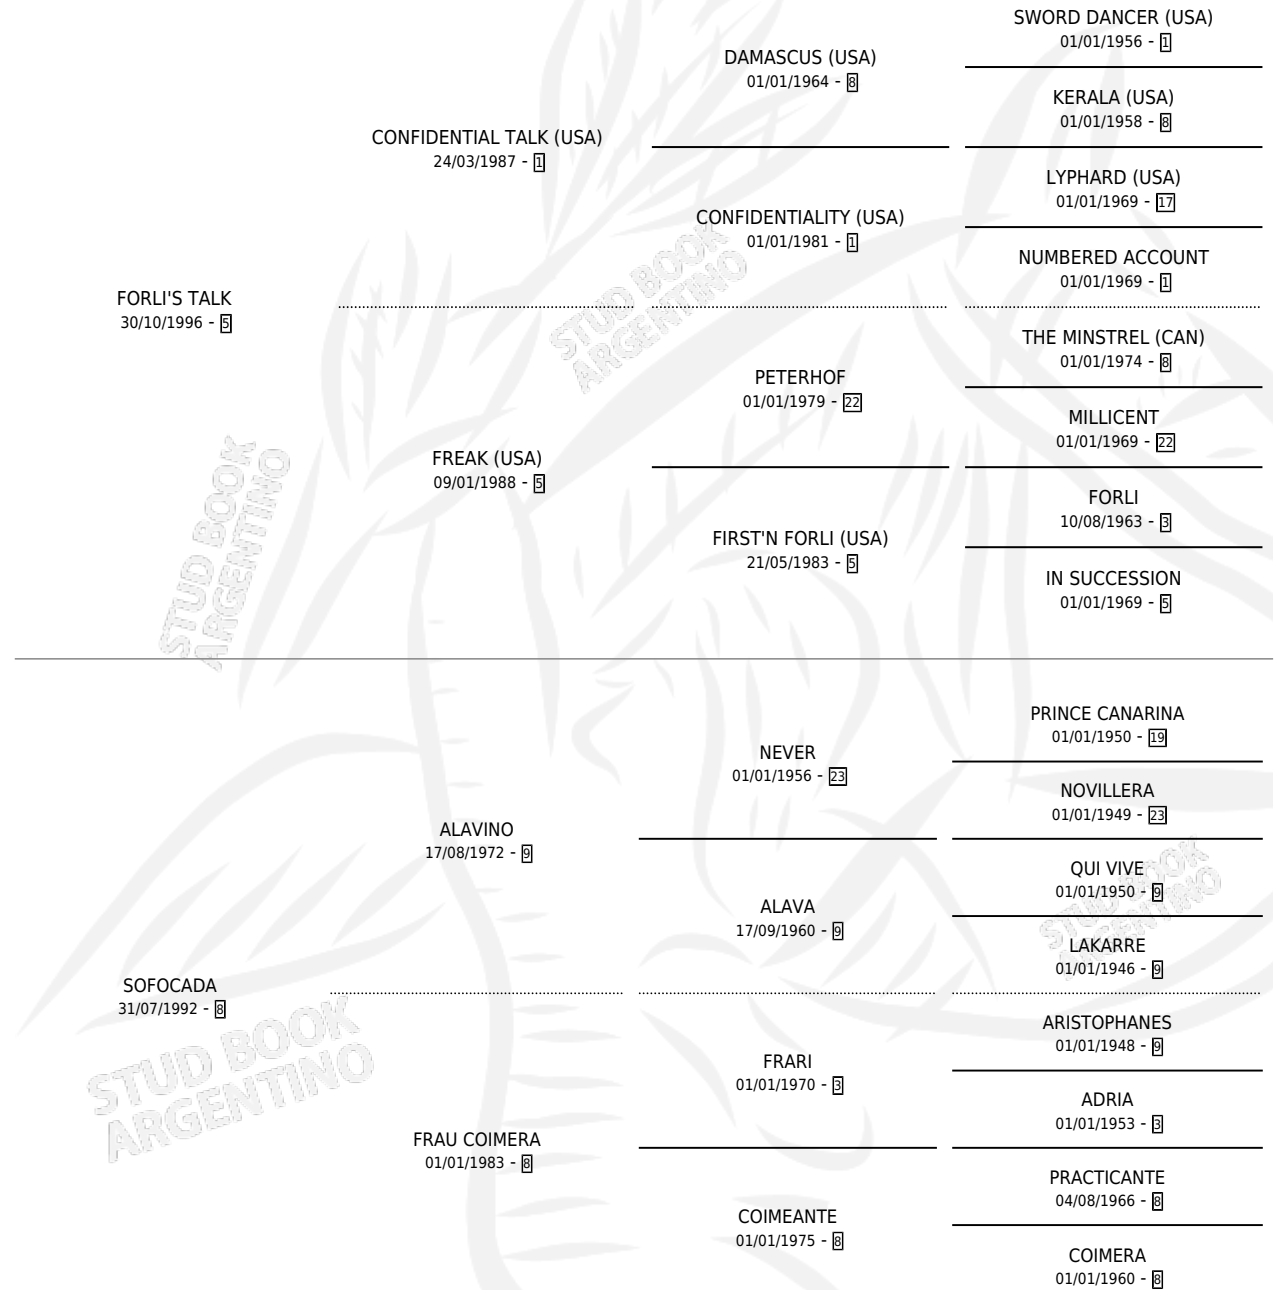 SWORD DANCER (USA)
01/01/1956 - 1
DAMASCUS (USA)
01/01/1964 - 8
KERALA (USA)
01/01/1958 - 8
CONFIDENTIAL TALK (USA)
24/03/1987 - 1
LYPHARD (USA)
01/01/1969 - 17
CONFIDENTIALITY (USA)
01/01/1981 - 1
NUMBERED ACCOUNT
01/01/1969 - 1
FORLI'S TALK
30/10/1996 - 5
THE MINSTREL (CAN)
01/01/1974 - 8
PETERHOF
01/01/1979 - 22
MILLICENT
01/01/1969 - 22
FREAK (USA)
09/01/1988 - 5
FORLI
10/08/1963 - 3
FIRST'N FORLI (USA)
21/05/1983 - 5
IN SUCCESSION
01/01/1969 - 5
PRINCE CANARINA
01/01/1950 - 19
NEVER
01/01/1956 - 23
NOVILLERA
01/01/1949 - 23
ALAVINO
17/08/1972 - 9
QUI VIVE
01/01/1950 - 9
ALAVA
17/09/1960 - 9
LAKARRE
01/01/1946 - 9
SOFOCADA
31/07/1992 - 8
ARISTOPHANES
01/01/1948 - 9
FRARI
01/01/1970 - 3
ADRIA
01/01/1953 - 3
FRAU COIMERA
01/01/1983 - 8
PRACTICANTE
04/08/1966 - 8
COIMEANTE
01/01/1975 - 8
COIMERA
01/01/1960 - 8
STUD BOOK
ARGENTINO
STUD BOOK
ARGENTINO
STUD BOOK
ARGENTINO
STUD BOOK
ARGENTINO